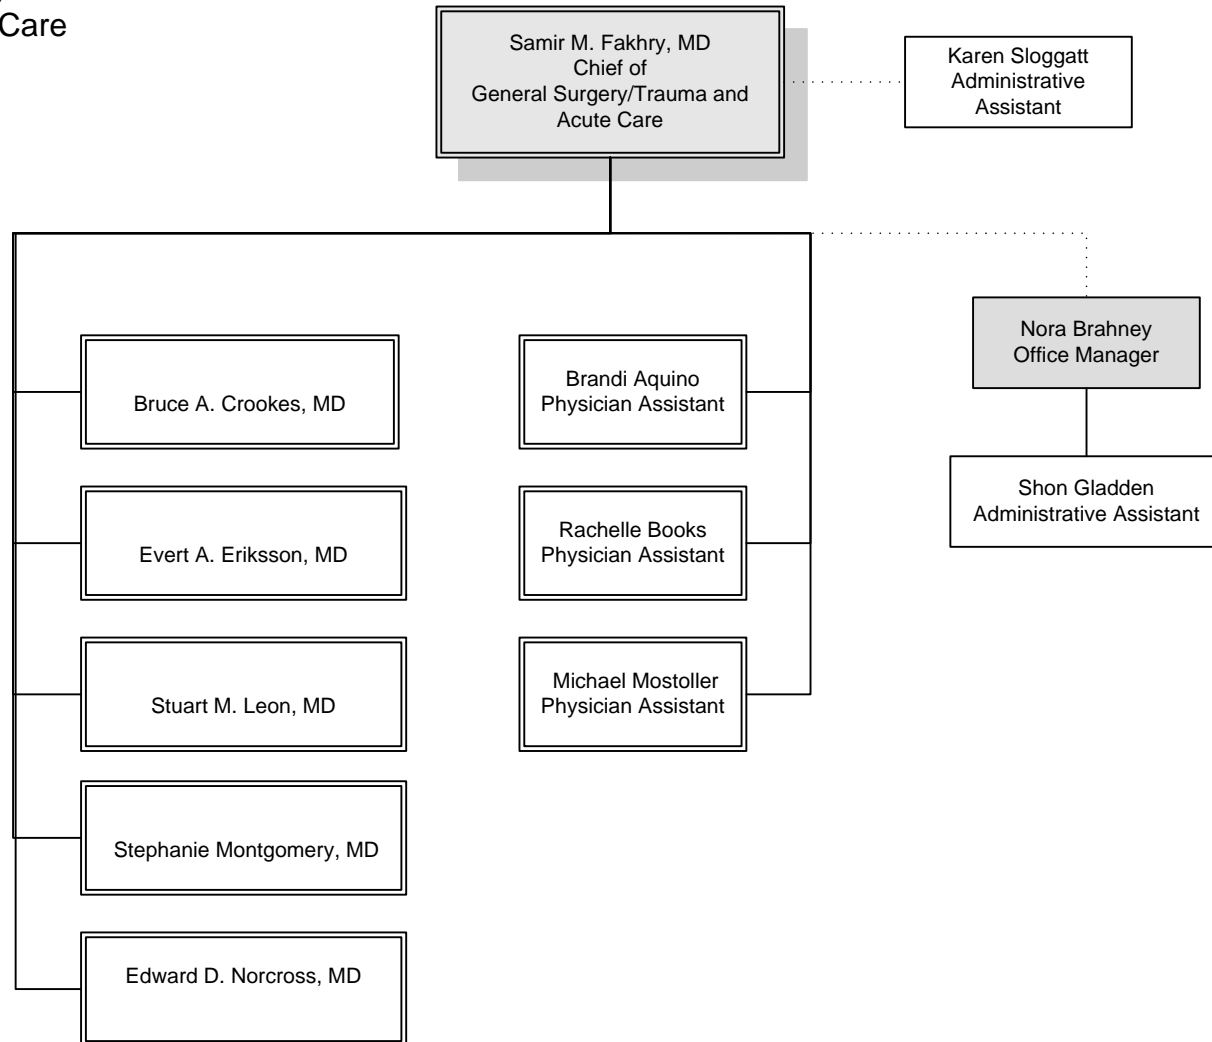 Care
Samir M. Fakhry, MD
Chief of
General Surgery/Trauma and
Acute Care
Karen Sloggatt
Administrative
Assistant
Nora Brahney
Office Manager
Bruce A. Crookes, MD
Brandi Aquino
Physician Assistant
Shon Gladden
Administrative Assistant
Evert A. Eriksson, MD
Rachelle Books
Physician Assistant
Stuart M. Leon, MD
Michael Mostoller
Physician Assistant
Stephanie Montgomery, MD
Edward D. Norcross, MD